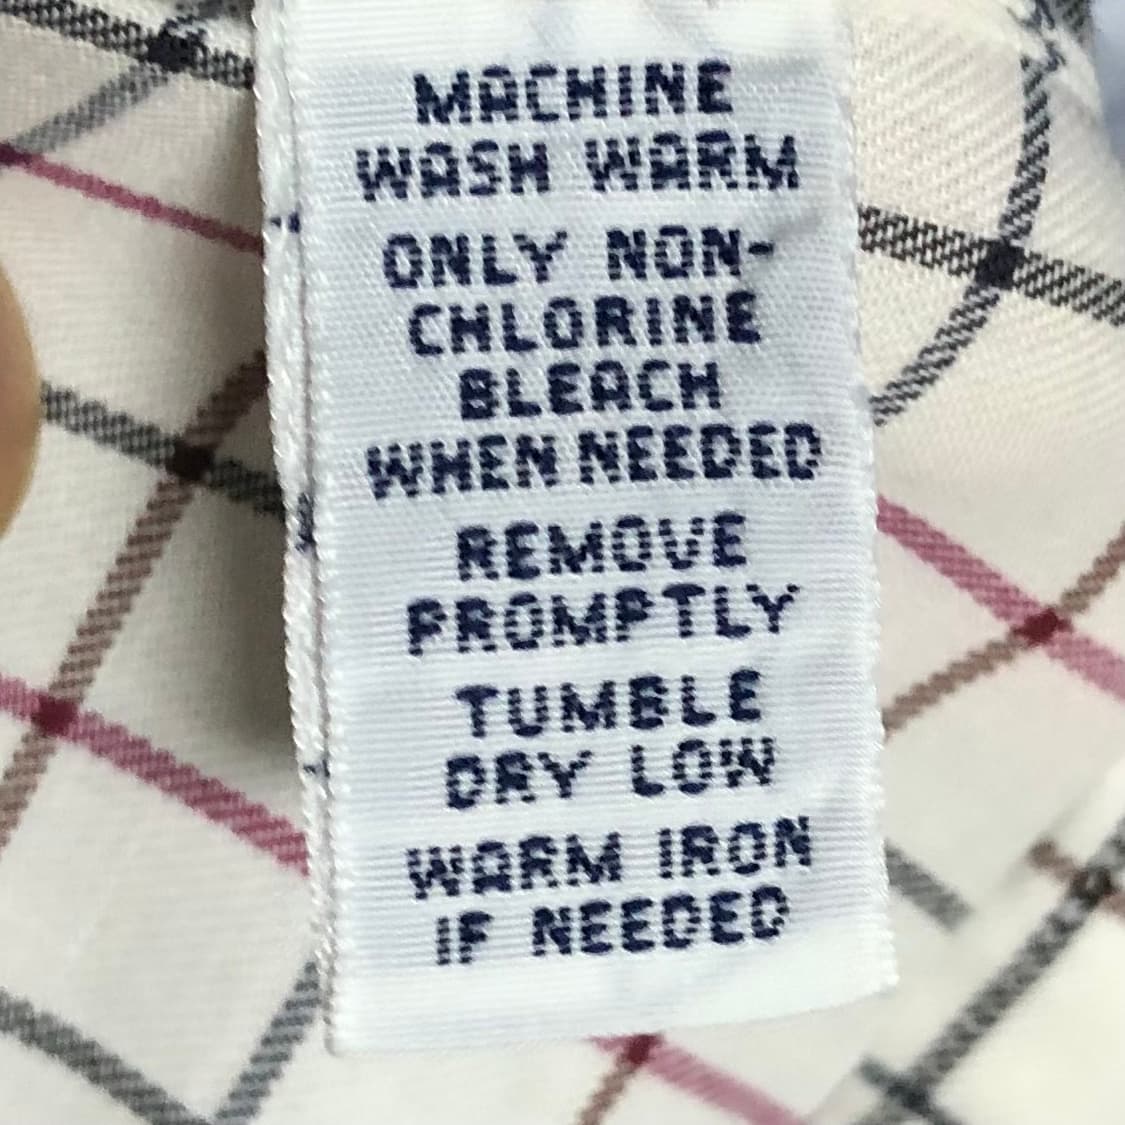 MACHINE
WASH WARM
ONLY NON-
CHLORINE
BLEACH
WHEN NEEDED
REMOVE
PROMPTLY
TUMBLE
DRY LOW
WARM IRON
IF NEEDED